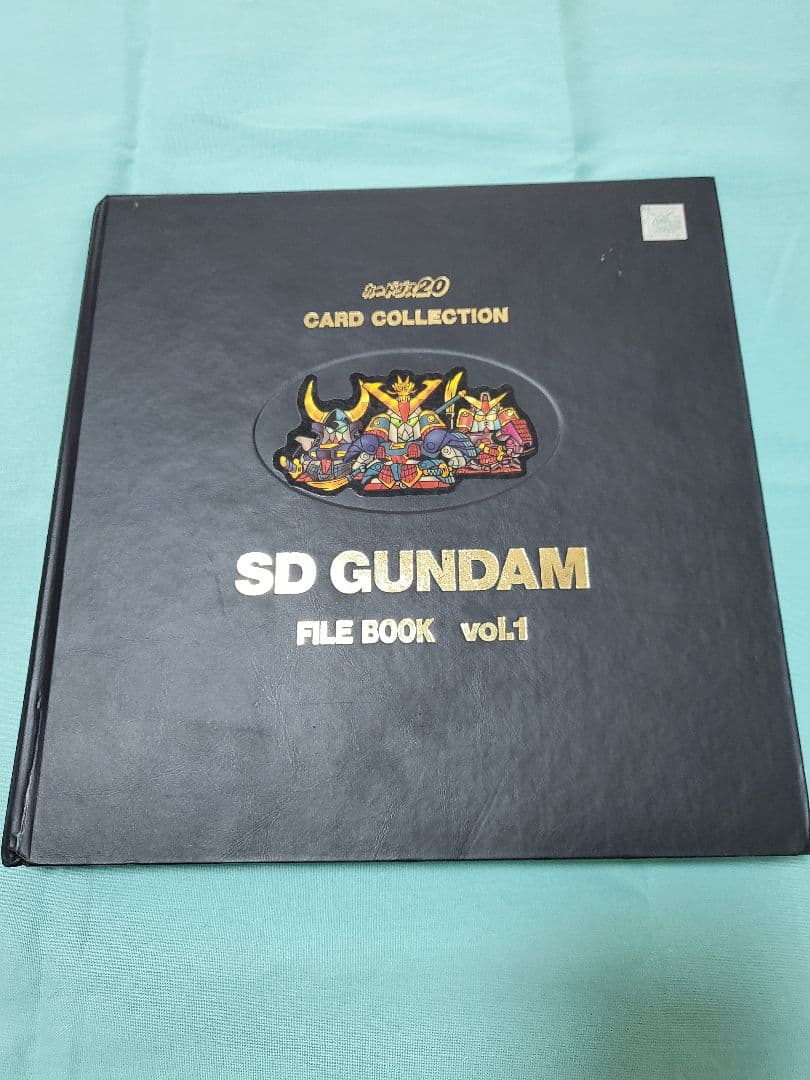 カードダス20
CARD COLLECTION
SD GUNDAM
FILE BOOK vol.1